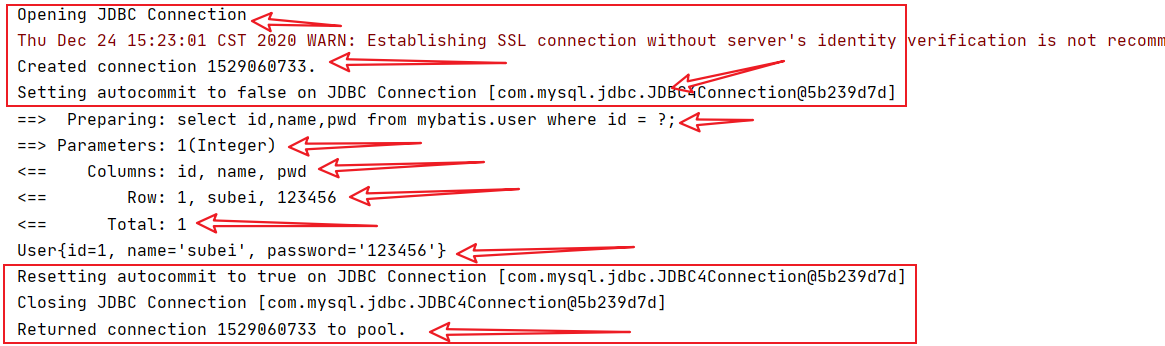 Opening JDBC Connection
Thu Dec 24 15:23:01 CST 2020 WARN: Establishing SSL connection without server's identity verification is not recomm
Created connection 1529060733.
Setting autocommit to false on JDBC Connection [com.mysql.jdbc.JDBC4Connection@5b239d7d]
==>  Preparing: select id,name,pwd from mybatis.user where id = ?;
==> Parameters: 1(Integer)
<==    Columns: id, name, pwd
<==        Row: 1, subei, 123456
<==      Total: 1
User{id=1, name='subei', password='123456'}
Resetting autocommit to true on JDBC Connection [com.mysql.jdbc.JDBC4Connection@5b239d7d]
Closing JDBC Connection [com.mysql.jdbc.JDBC4Connection@5b239d7d]
Returned connection 1529060733 to pool.